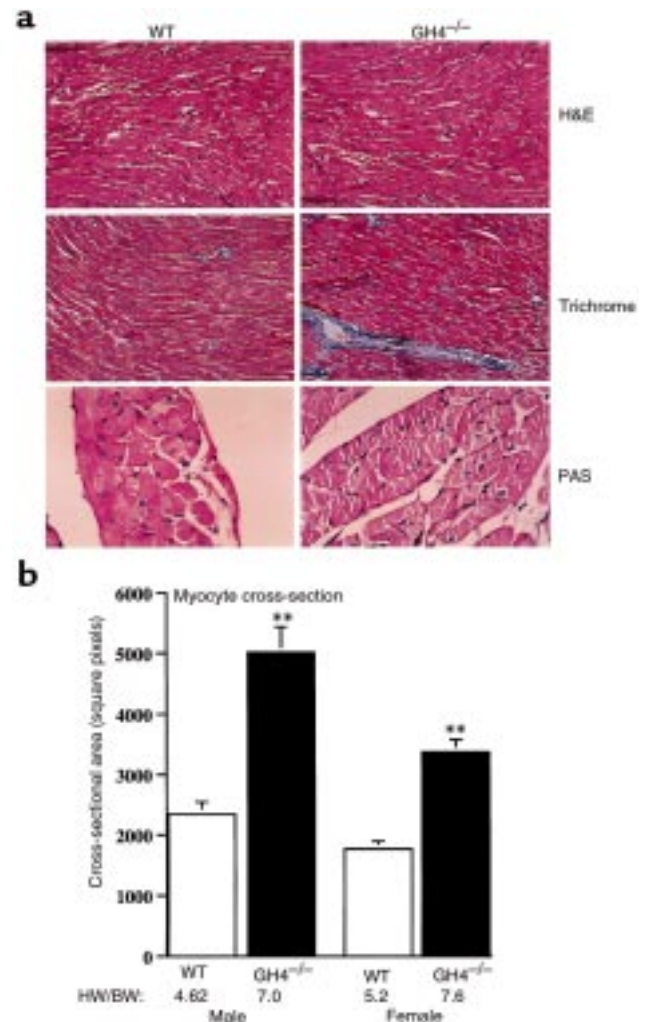 a
WT GH4⁻/⁻
H&E
Trichrome
PAS
b
Myocyte cross-section
Cross-sectional area (square pixels)
6000
5000
4000
3000
2000
1000
0
**
**
WT GH4⁻/⁻ WT GH4⁻/⁻
HW/BW: 4.62 7.0 5.2 7.6
Male Female